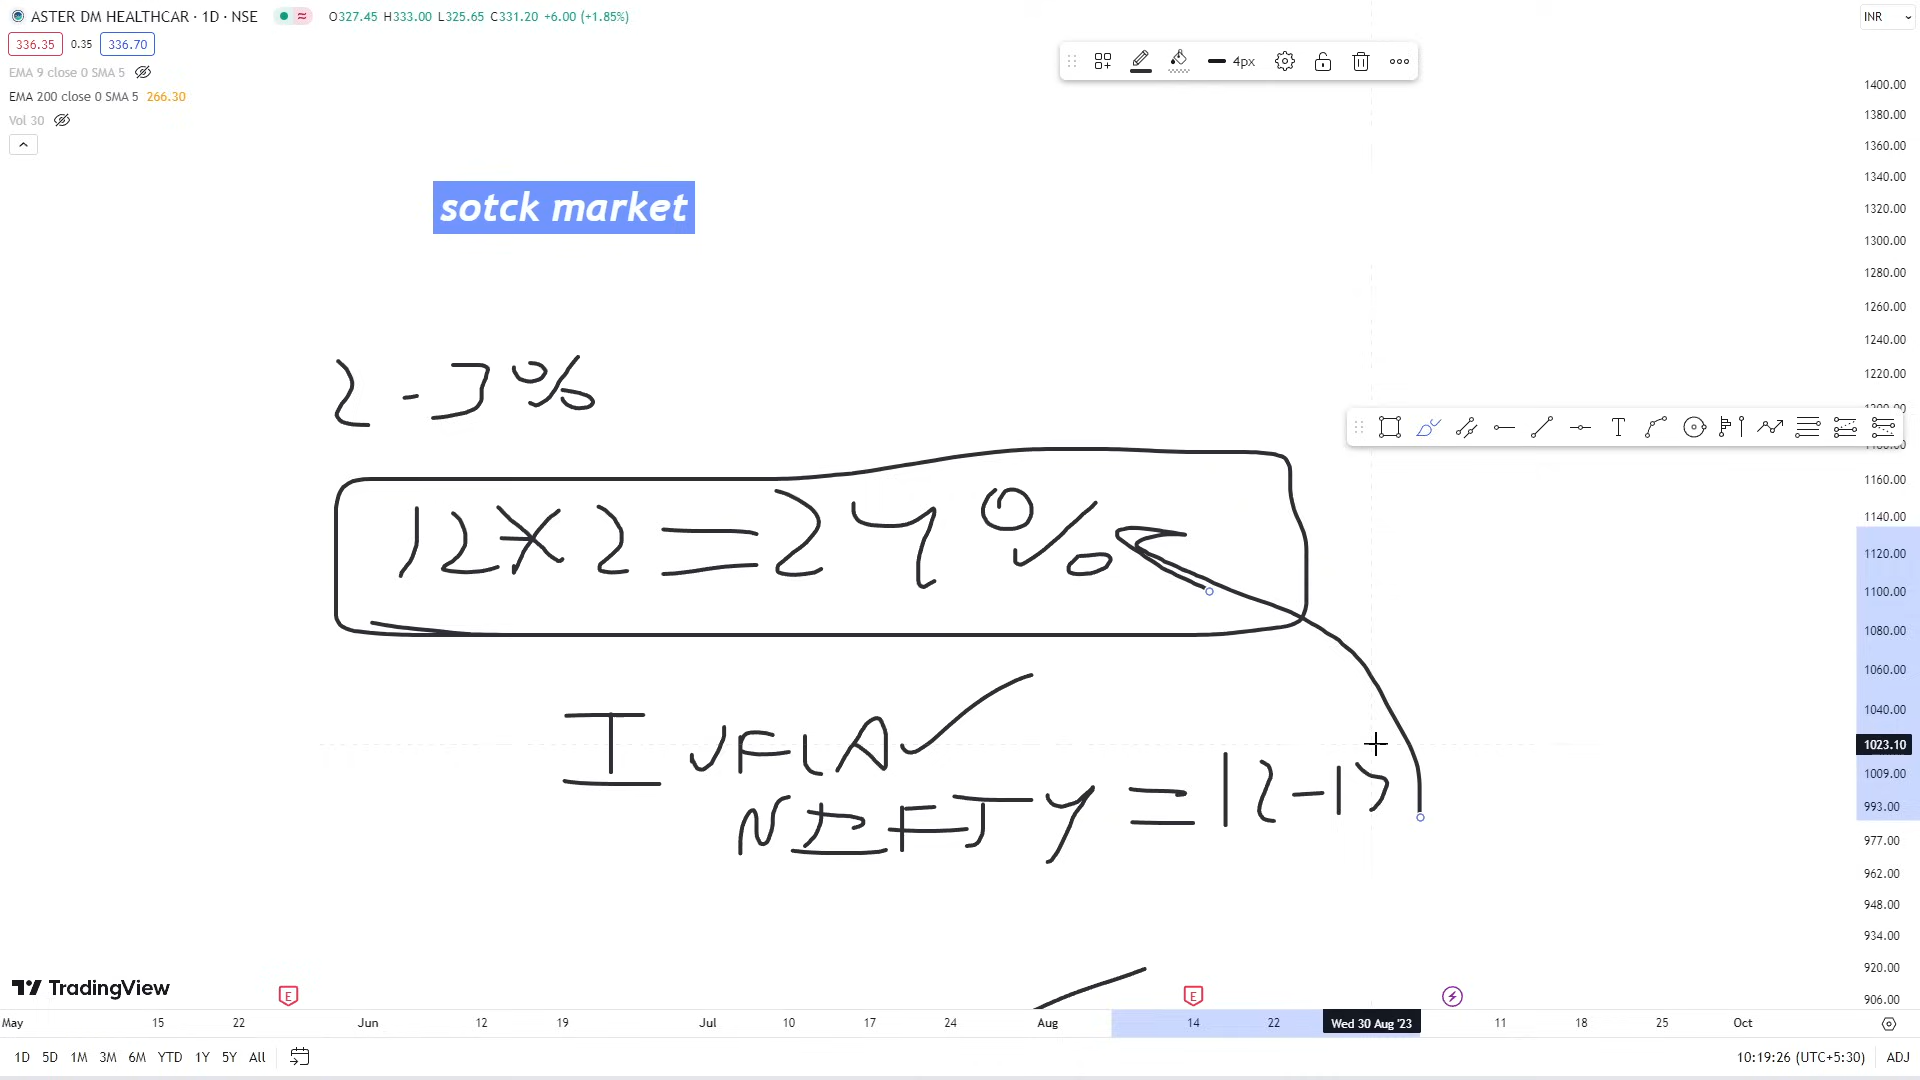 ASTER DM HEALTHCAR · 1D · NSE O327.45 H333.00 L325.65 C331.20 +6.00 (+1.85%)
INR
336.35 0.35 336.70
4px
EMA 9 close 0 SMA 5
EMA 200 close 0 SMA 5 266.30
Vol 30
1400.00
1380.00
1360.00
1340.00
1320.00
1300.00
1280.00
1260.00
1240.00
1220.00
1160.00
1140.00
1120.00
1100.00
1080.00
1060.00
1040.00
1023.10
1009.00
993.00
977.00
962.00
948.00
934.00
920.00
906.00
sotck market
2-3%
12×2=24%
INFLA
NIFTY=12-13
TradingView
E E
May 15 22 Jun 12 19 Jul 10 17 24 Aug 14 22 Wed 30 Aug '23 11 18 25 Oct
1D 5D 1M 3M 6M YTD 1Y 5Y All 10:19:26 (UTC+5:30) ADJ